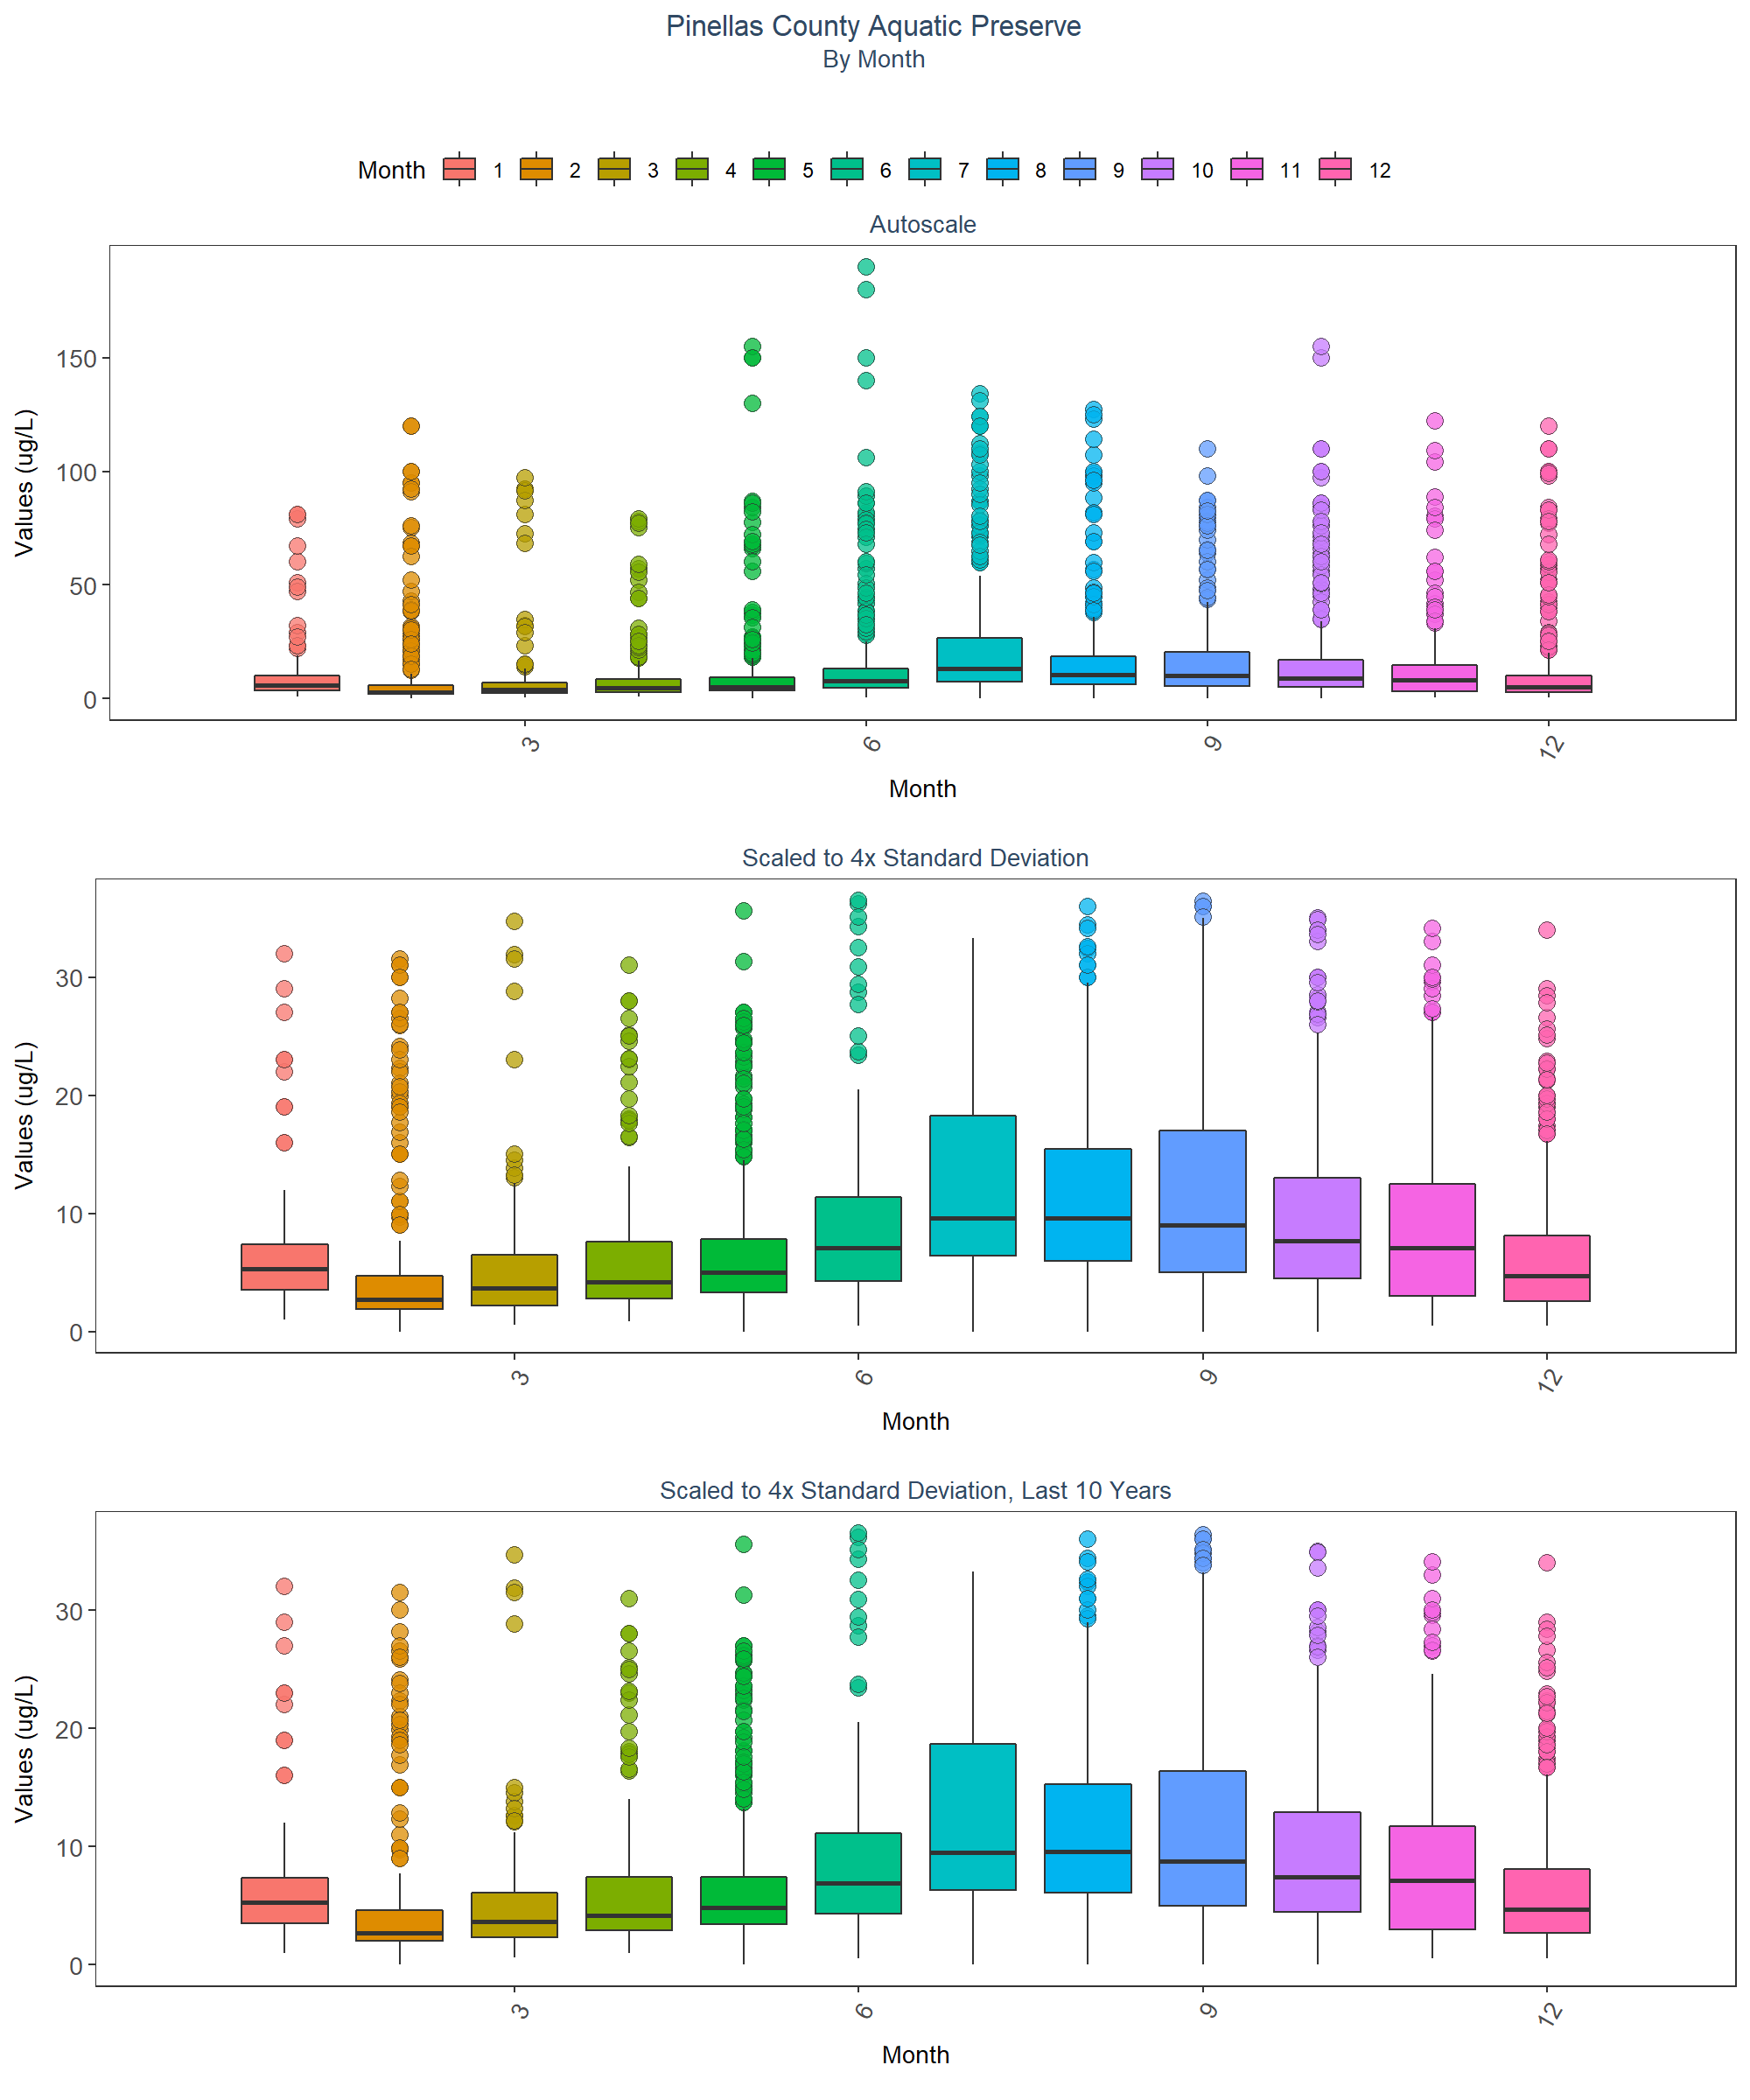 Pinellas County Aquatic Preserve
By Month
Month 1 2 3 4 5 6 7 8 9 10 11 12
Autoscale
Values (ug/L)
150
100
50
0
3 6 9 12
Month
Scaled to 4x Standard Deviation
Values (ug/L)
30
20
10
0
3 6 9 12
Month
Scaled to 4x Standard Deviation, Last 10 Years
Values (ug/L)
30
20
10
0
3 6 9 12
Month